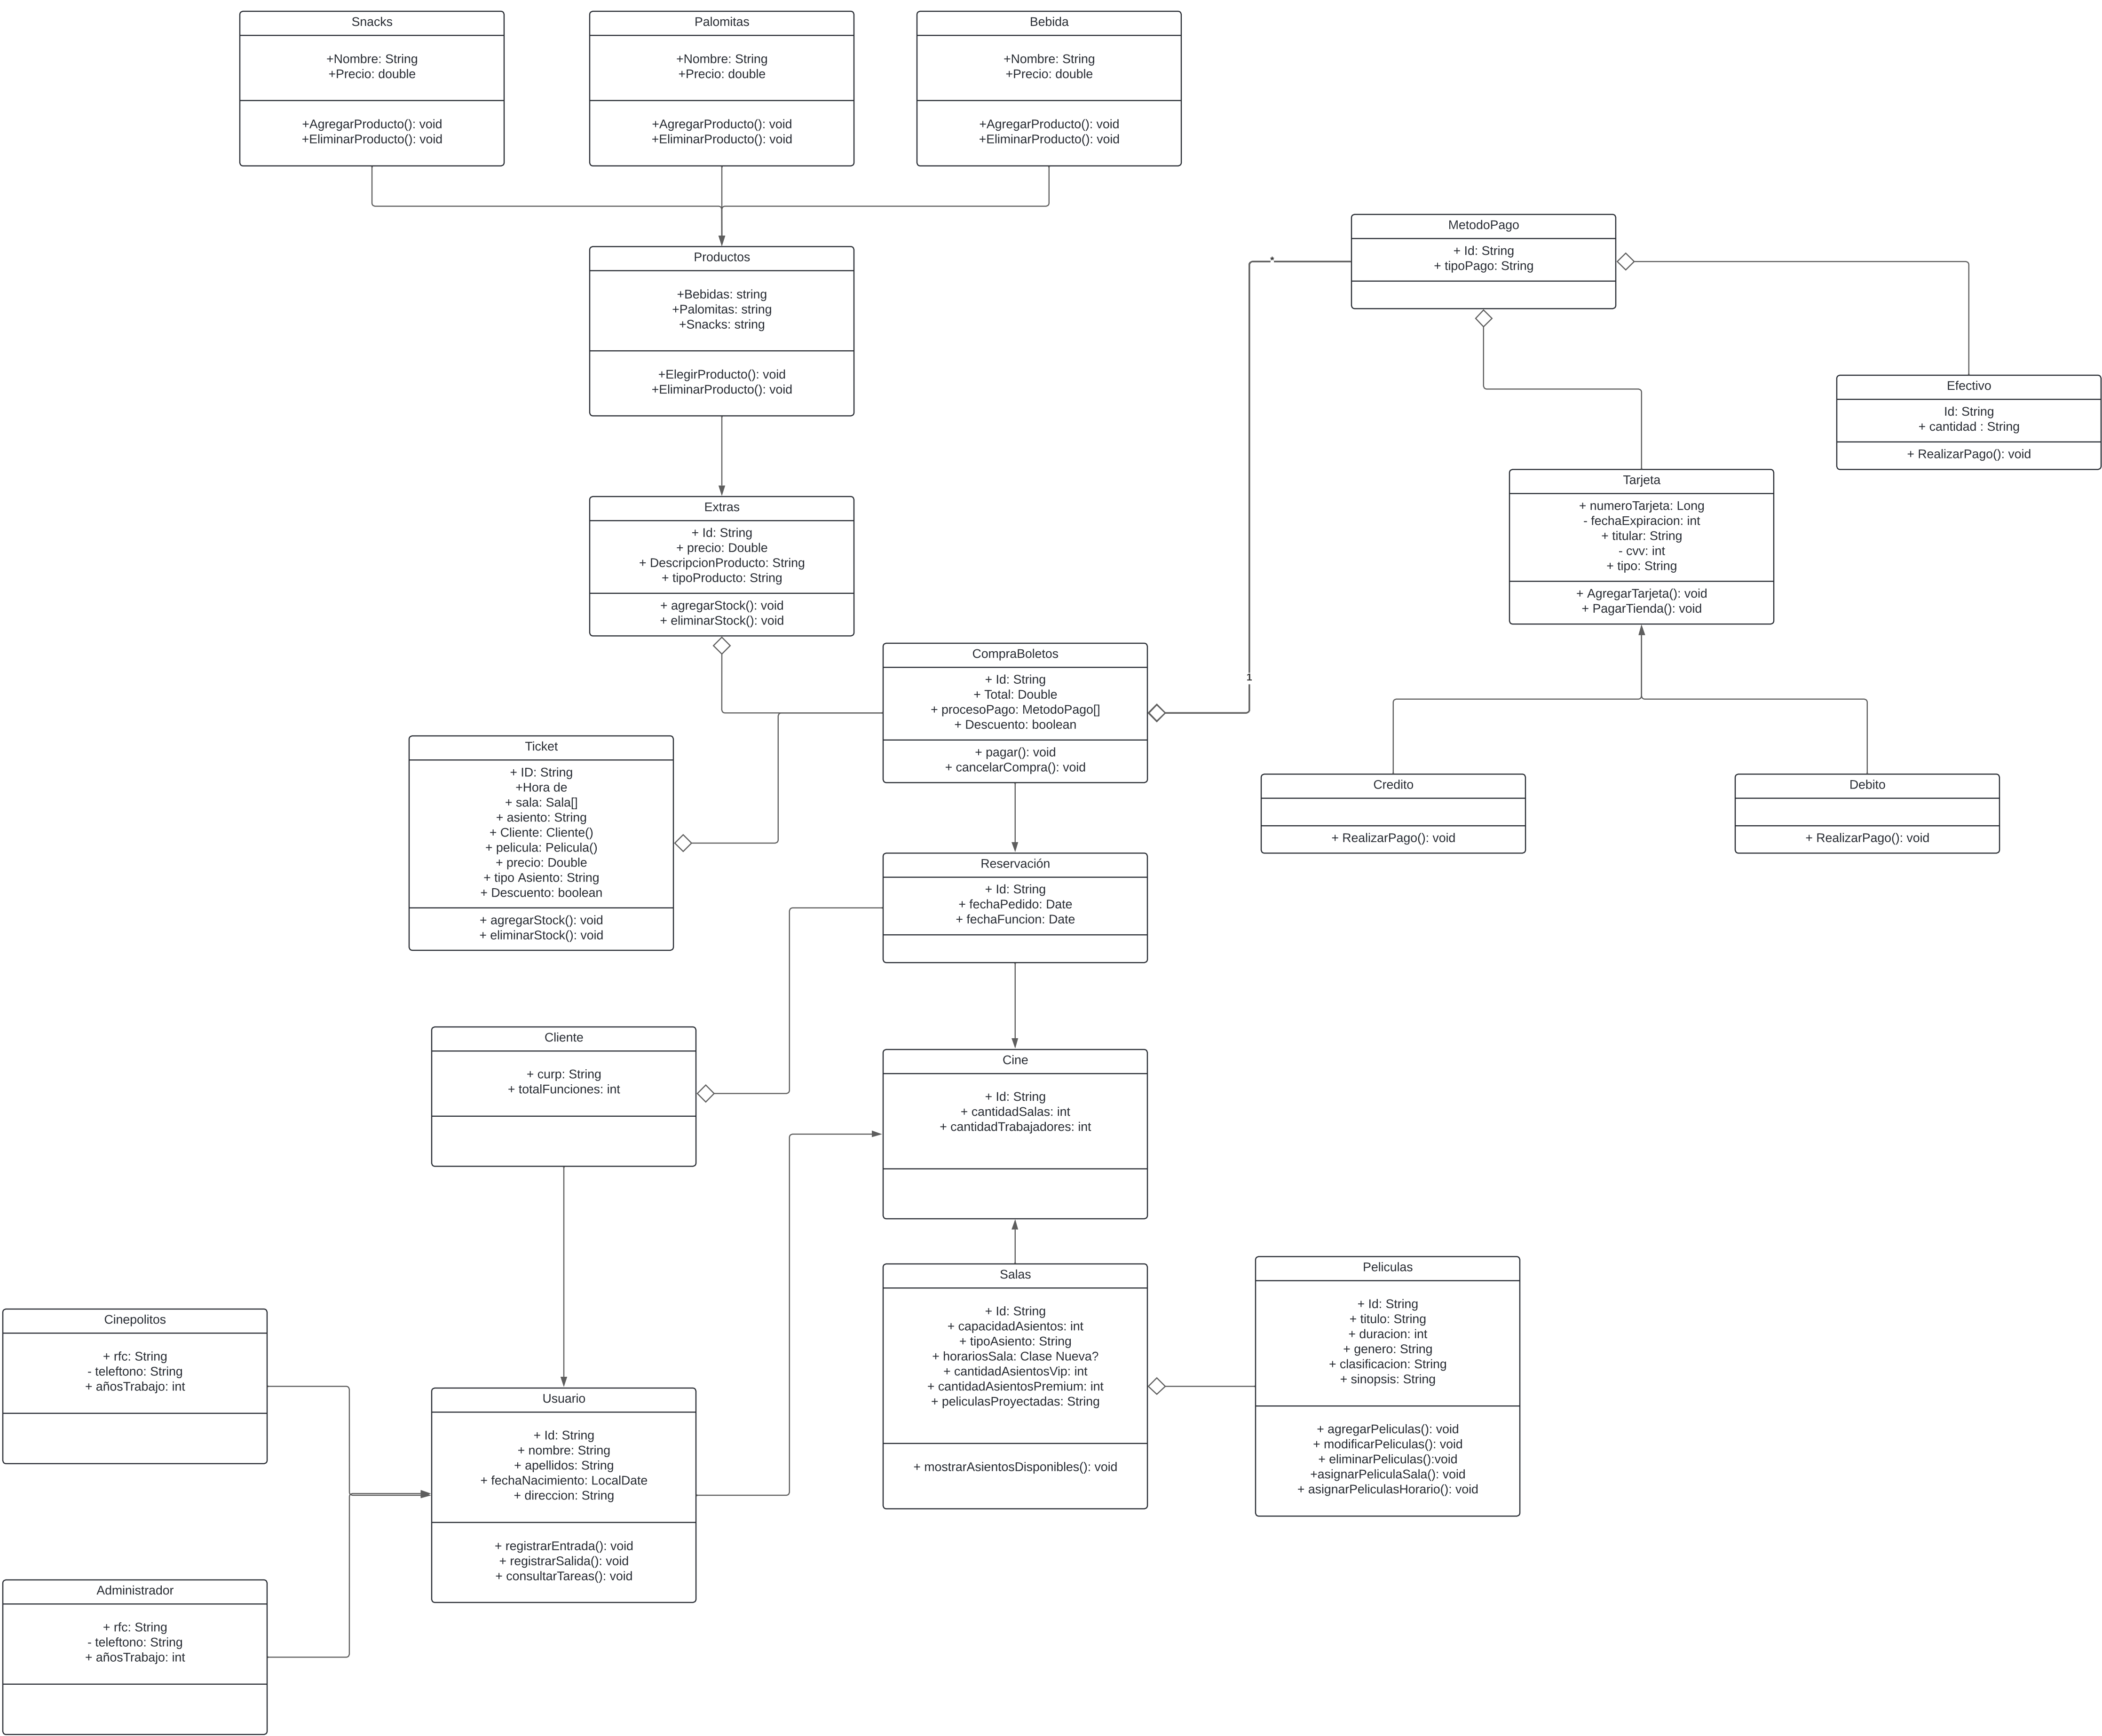 Snacks
+Nombre: String
+Precio: double
+AgregarProducto(): void
+EliminarProducto(): void
Palomitas
+Nombre: String
+Precio: double
+AgregarProducto(): void
+EliminarProducto(): void
Bebida
+Nombre: String
+Precio: double
+AgregarProducto(): void
+EliminarProducto(): void
Productos
+Bebidas: string
+Palomitas: string
+Snacks: string
+ElegirProducto(): void
+EliminarProducto(): void
MetodoPago
+ Id: String
+ tipoPago: String
*
1
Efectivo
Id: String
+ cantidad : String
+ RealizarPago(): void
Tarjeta
+ numeroTarjeta: Long
- fechaExpiracion: int
+ titular: String
- cvv: int
+ tipo: String
+ AgregarTarjeta(): void
+ PagarTienda(): void
Extras
+ Id: String
+ precio: Double
+ DescripcionProducto: String
+ tipoProducto: String
+ agregarStock(): void
+ eliminarStock(): void
CompraBoletos
+ Id: String
+ Total: Double
+ procesoPago: MetodoPago[]
+ Descuento: boolean
+ pagar(): void
+ cancelarCompra(): void
Ticket
+ ID: String
+Hora de
+ sala: Sala[]
+ asiento: String
+ Cliente: Cliente()
+ pelicula: Pelicula()
+ precio: Double
+ tipo Asiento: String
+ Descuento: boolean
+ agregarStock(): void
+ eliminarStock(): void
Credito
+ RealizarPago(): void
Debito
+ RealizarPago(): void
Reservación
+ Id: String
+ fechaPedido: Date
+ fechaFuncion: Date
Cliente
+ curp: String
+ totalFunciones: int
Cine
+ Id: String
+ cantidadSalas: int
+ cantidadTrabajadores: int
Salas
+ Id: String
+ capacidadAsientos: int
+ tipoAsiento: String
+ horariosSala: Clase Nueva?
+ cantidadAsientosVip: int
+ cantidadAsientosPremium: int
+ peliculasProyectadas: String
+ mostrarAsientosDisponibles(): void
Peliculas
+ Id: String
+ titulo: String
+ duracion: int
+ genero: String
+ clasificacion: String
+ sinopsis: String
+ agregarPeliculas(): void
+ modificarPeliculas(): void
+ eliminarPeliculas():void
+asignarPeliculaSala(): void
+ asignarPeliculasHorario(): void
Cinepolitos
+ rfc: String
- teleftono: String
+ añosTrabajo: int
Usuario
+ Id: String
+ nombre: String
+ apellidos: String
+ fechaNacimiento: LocalDate
+ direccion: String
+ registrarEntrada(): void
+ registrarSalida(): void
+ consultarTareas(): void
Administrador
+ rfc: String
- teleftono: String
+ añosTrabajo: int